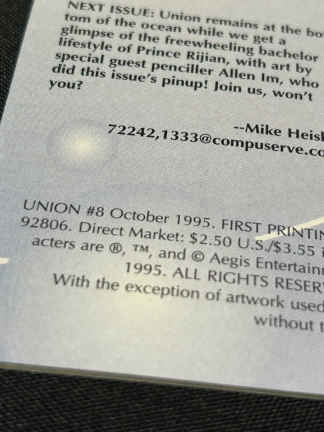 NEXT ISSUE: Union remains at the bo
tom of the ocean while we get a
glimpse of the freewheeling bachelor
lifestyle of Prince Rijian, with art by
special guest penciller Allen Im, who
did this issue's pinup! Join us, won't
you?
--Mike Heish
72242,1333@compuserve.co
UNION #8 October 1995. FIRST PRINTIN
92806. Direct Market: $2.50 U.S./$3.55 i
acters are ®, ™, and © Aegis Entertainm
1995. ALL RIGHTS RESER
With the exception of artwork used
without t